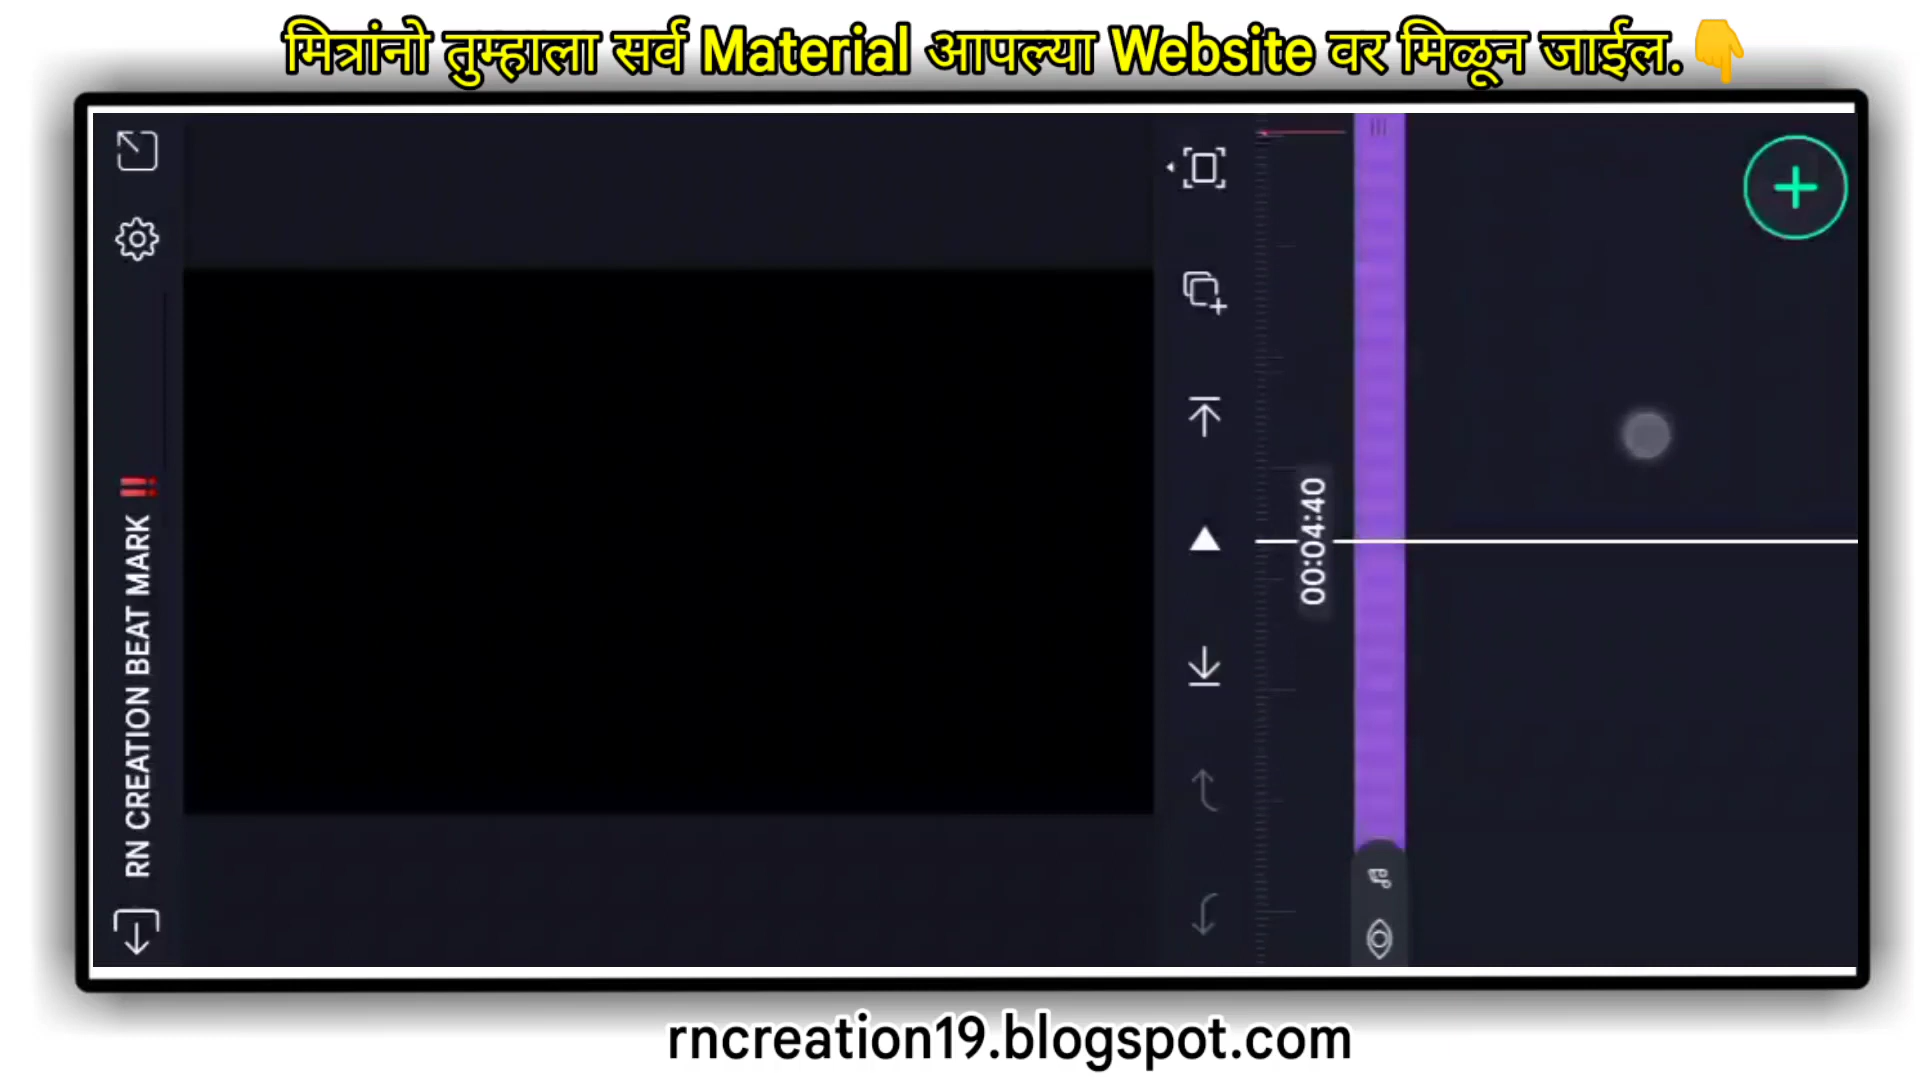 मित्रांनो तुम्हाला सर्व Material आपल्या Website वर मिळून जाईल.👇
RN CREATION BEAT MARK
00:04:40
rncreation19.blogspot.com